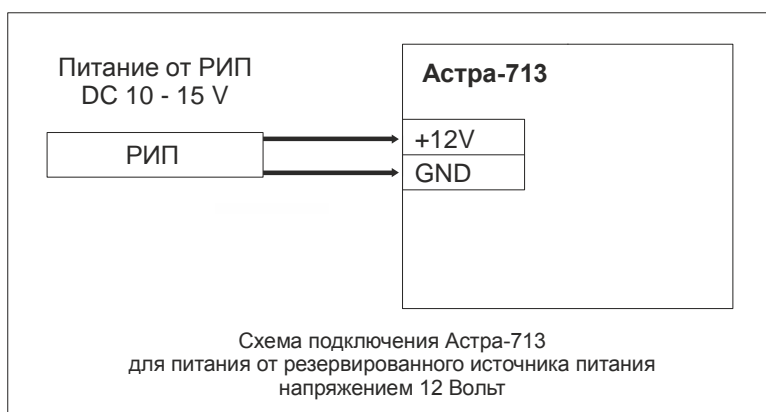 Питание от РИП
DC 10 - 15 V
РИП
Астра-713
+12V
GND
Схема подключения Астра-713
для питания от резервированного источника питания
напряжением 12 Вольт